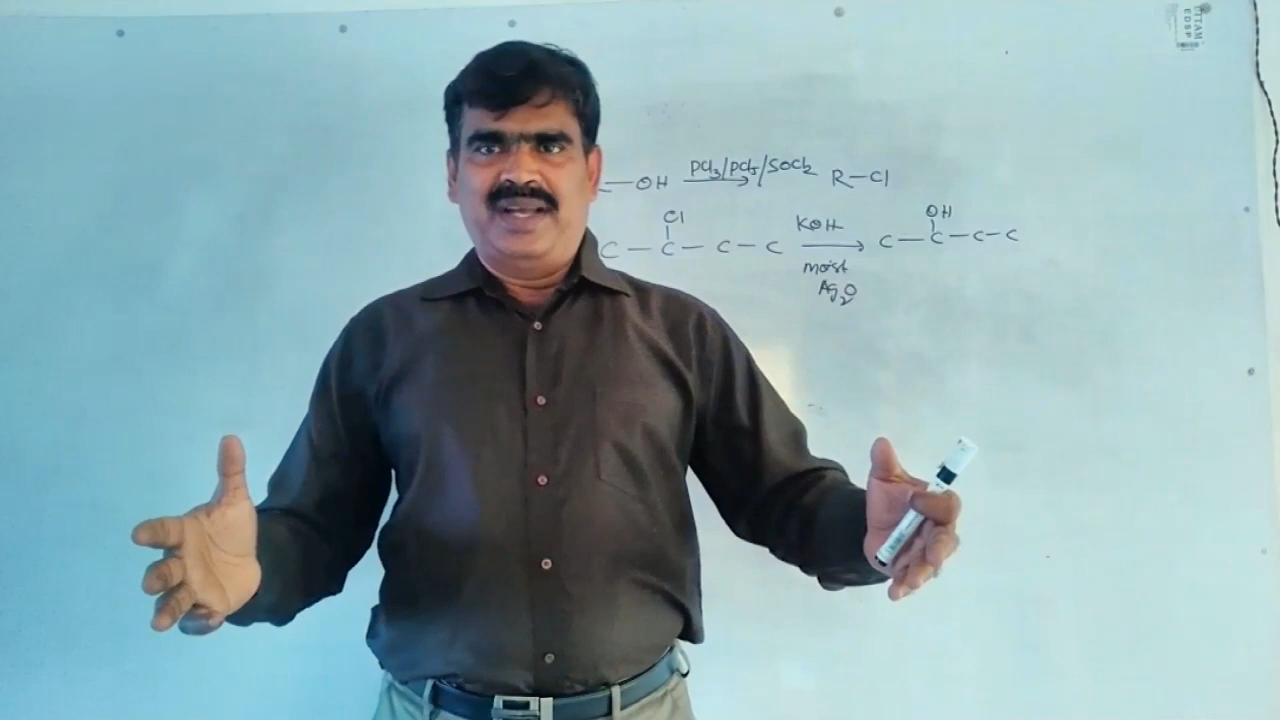 —OH PCl3/PCl5/SOCl2 R—Cl
Cl
C — C — C — C KOH C — C — C — C
OH
moist
Ag2O